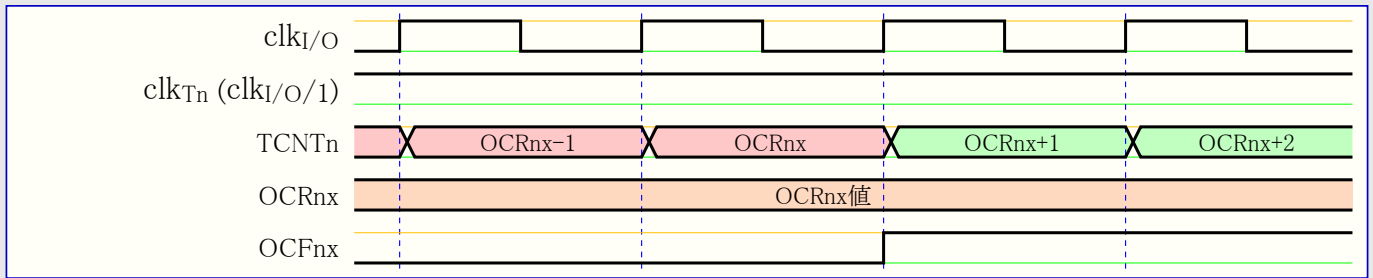 clkI/O
clkTn (clkI/O/1)
TCNTn OCRnx-1 OCRnx OCRnx+1 OCRnx+2
OCRnx OCRnx値
OCFnx